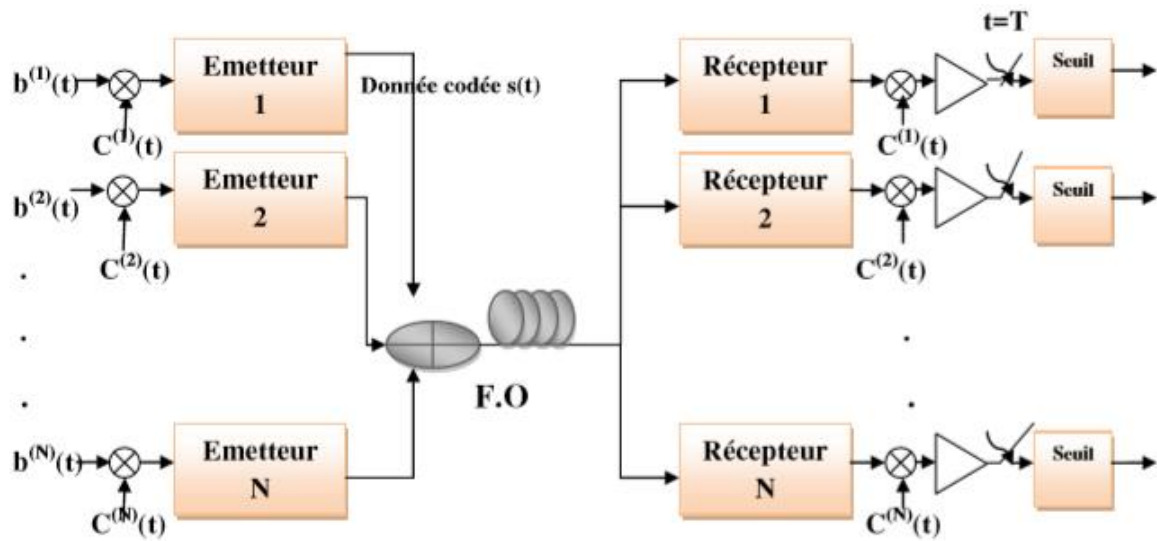 t=T
b⁽¹⁾(t)
Emetteur
1
Donnée codée s(t)
Récepteur
1
Seuil
C⁽¹⁾(t)
C⁽¹⁾(t)
b⁽²⁾(t)
Emetteur
2
Récepteur
2
Seuil
C⁽²⁾(t)
C⁽²⁾(t)
F.O
b⁽ᴺ⁾(t)
Emetteur
N
Récepteur
N
Seuil
C⁽ᴺ⁾(t)
C⁽ᴺ⁾(t)